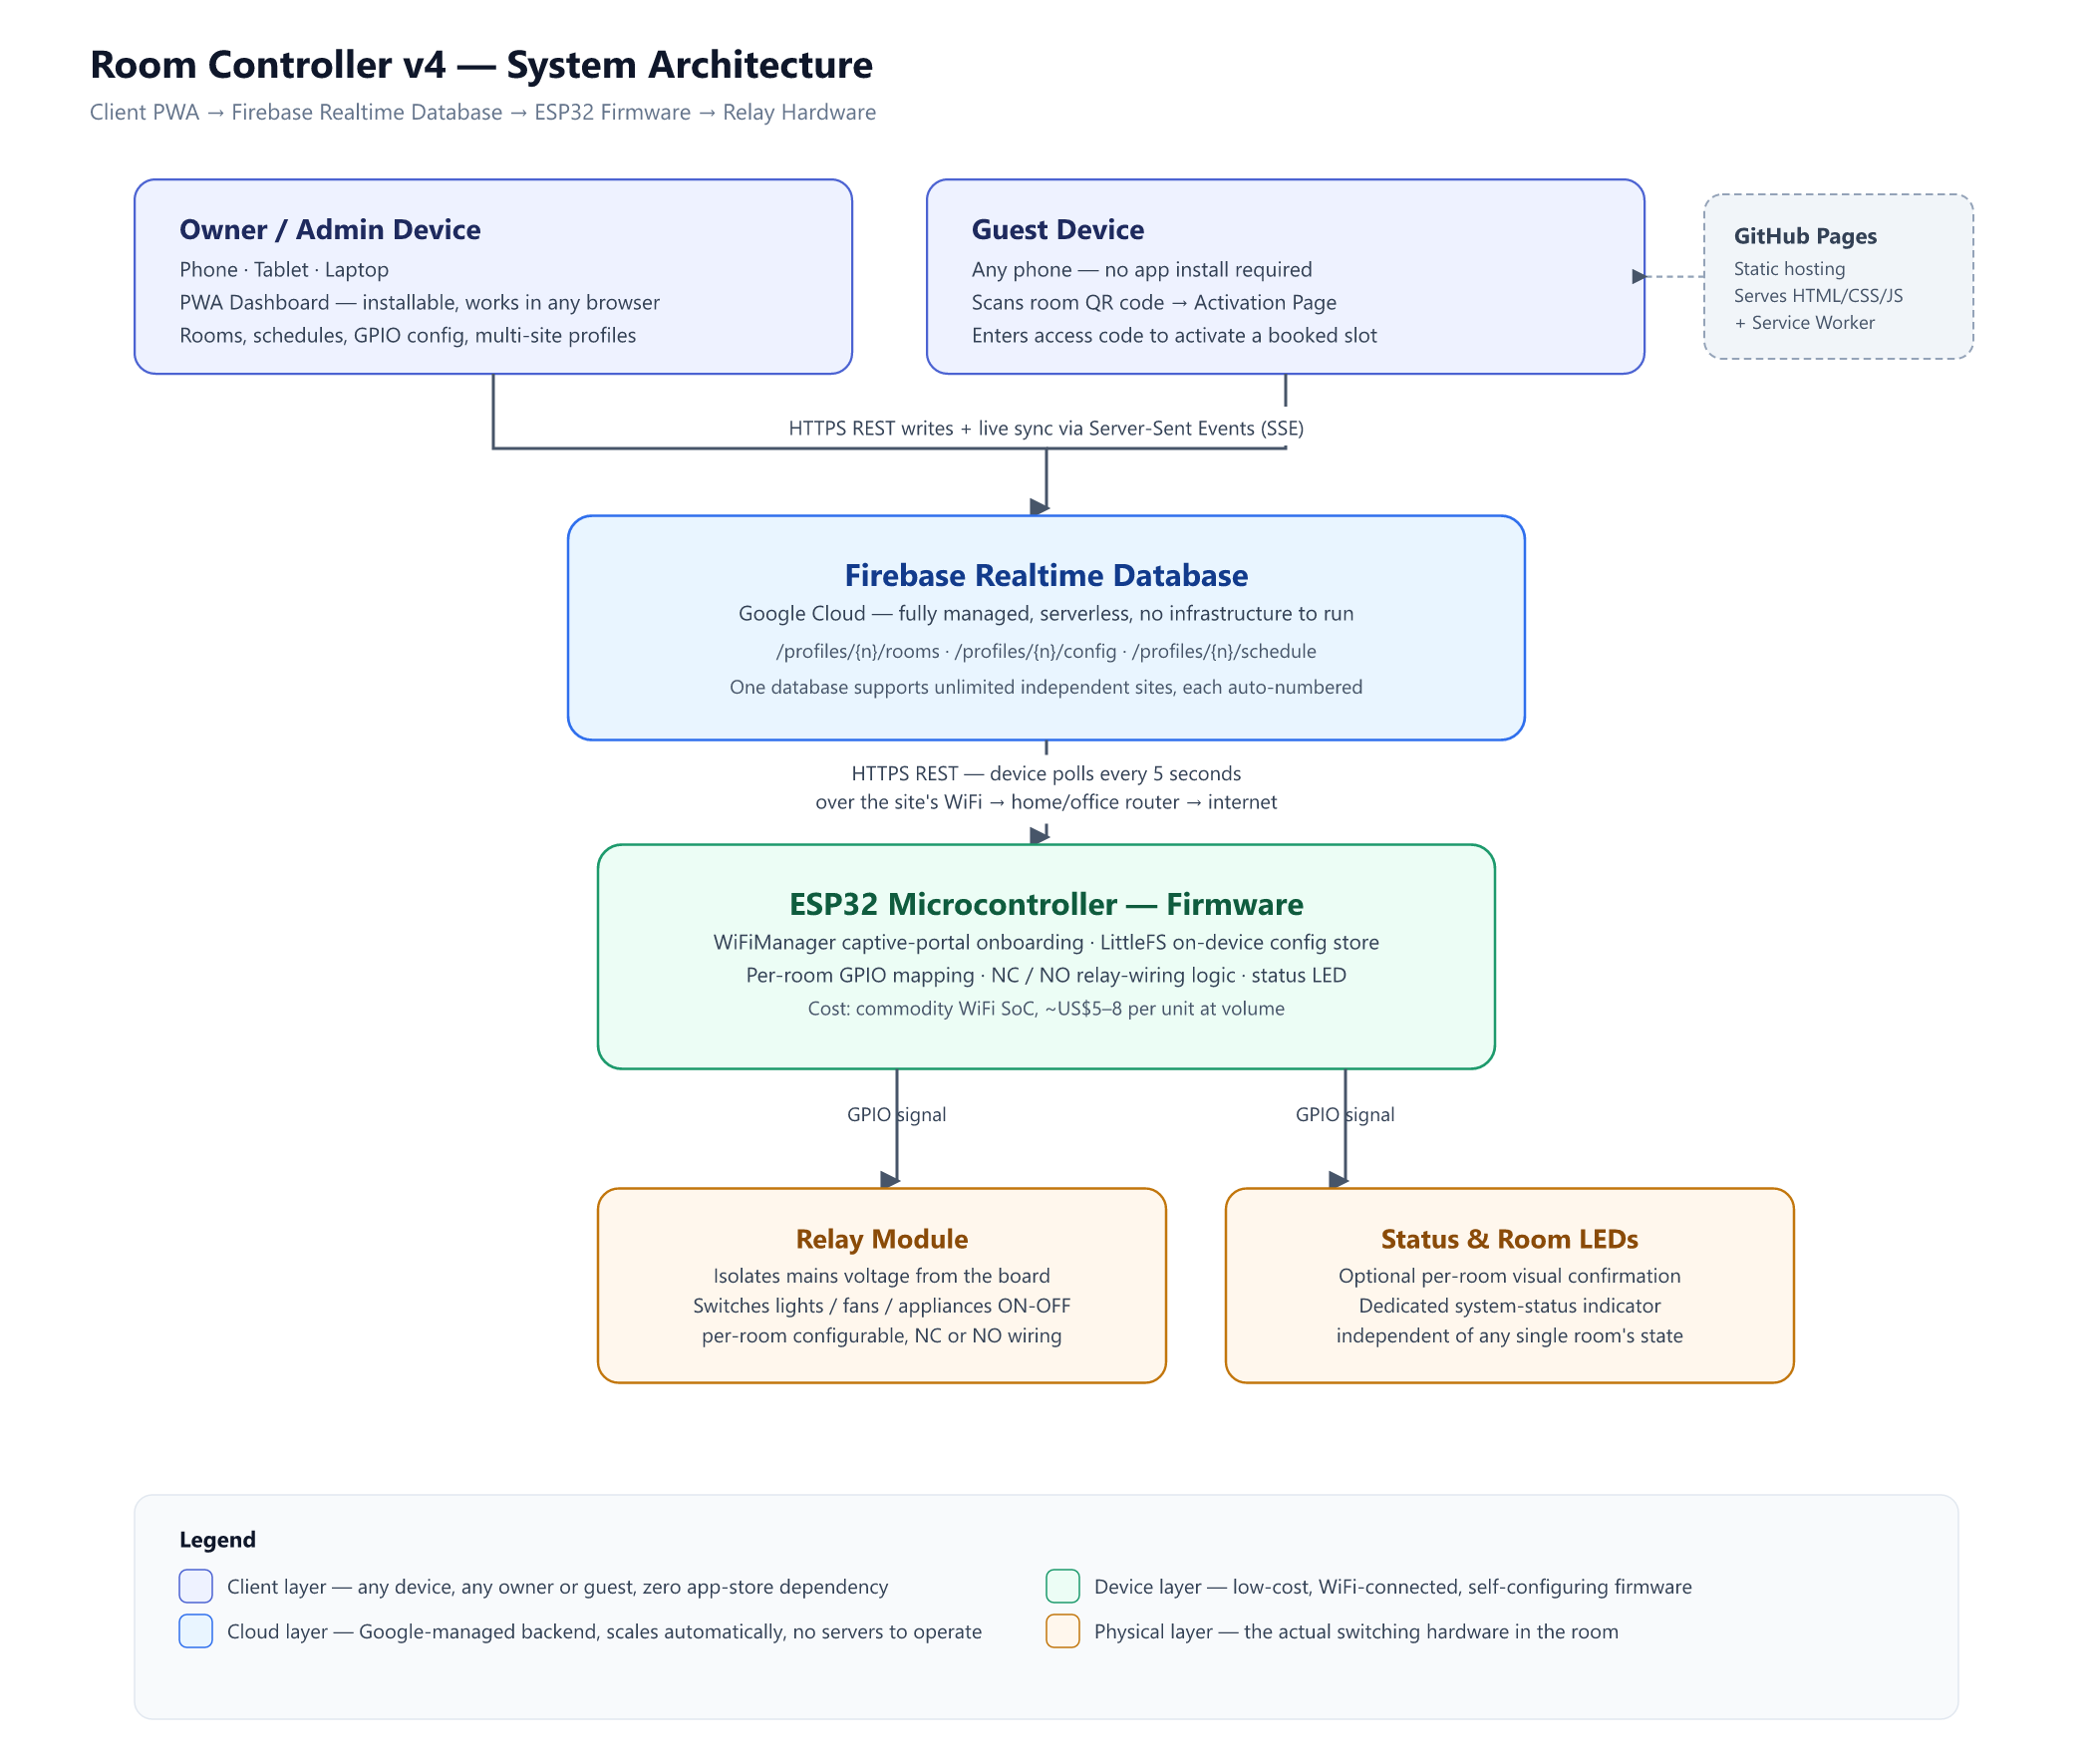 Room Controller v4 — System Architecture
Client PWA → Firebase Realtime Database → ESP32 Firmware → Relay Hardware
Owner / Admin Device
Phone · Tablet · Laptop
PWA Dashboard — installable, works in any browser
Rooms, schedules, GPIO config, multi-site profiles
Guest Device
Any phone — no app install required
Scans room QR code → Activation Page
Enters access code to activate a booked slot
GitHub Pages
Static hosting
Serves HTML/CSS/JS
+ Service Worker
HTTPS REST writes + live sync via Server-Sent Events (SSE)
Firebase Realtime Database
Google Cloud — fully managed, serverless, no infrastructure to run
/profiles/{n}/rooms · /profiles/{n}/config · /profiles/{n}/schedule
One database supports unlimited independent sites, each auto-numbered
HTTPS REST — device polls every 5 seconds
over the site's WiFi → home/office router → internet
ESP32 Microcontroller — Firmware
WiFiManager captive-portal onboarding · LittleFS on-device config store
Per-room GPIO mapping · NC / NO relay-wiring logic · status LED
Cost: commodity WiFi SoC, ~US$5–8 per unit at volume
GPIO signal
GPIO signal
Relay Module
Isolates mains voltage from the board
Switches lights / fans / appliances ON-OFF
per-room configurable, NC or NO wiring
Status & Room LEDs
Optional per-room visual confirmation
Dedicated system-status indicator
independent of any single room's state
Legend
Client layer — any device, any owner or guest, zero app-store dependency
Cloud layer — Google-managed backend, scales automatically, no servers to operate
Device layer — low-cost, WiFi-connected, self-configuring firmware
Physical layer — the actual switching hardware in the room